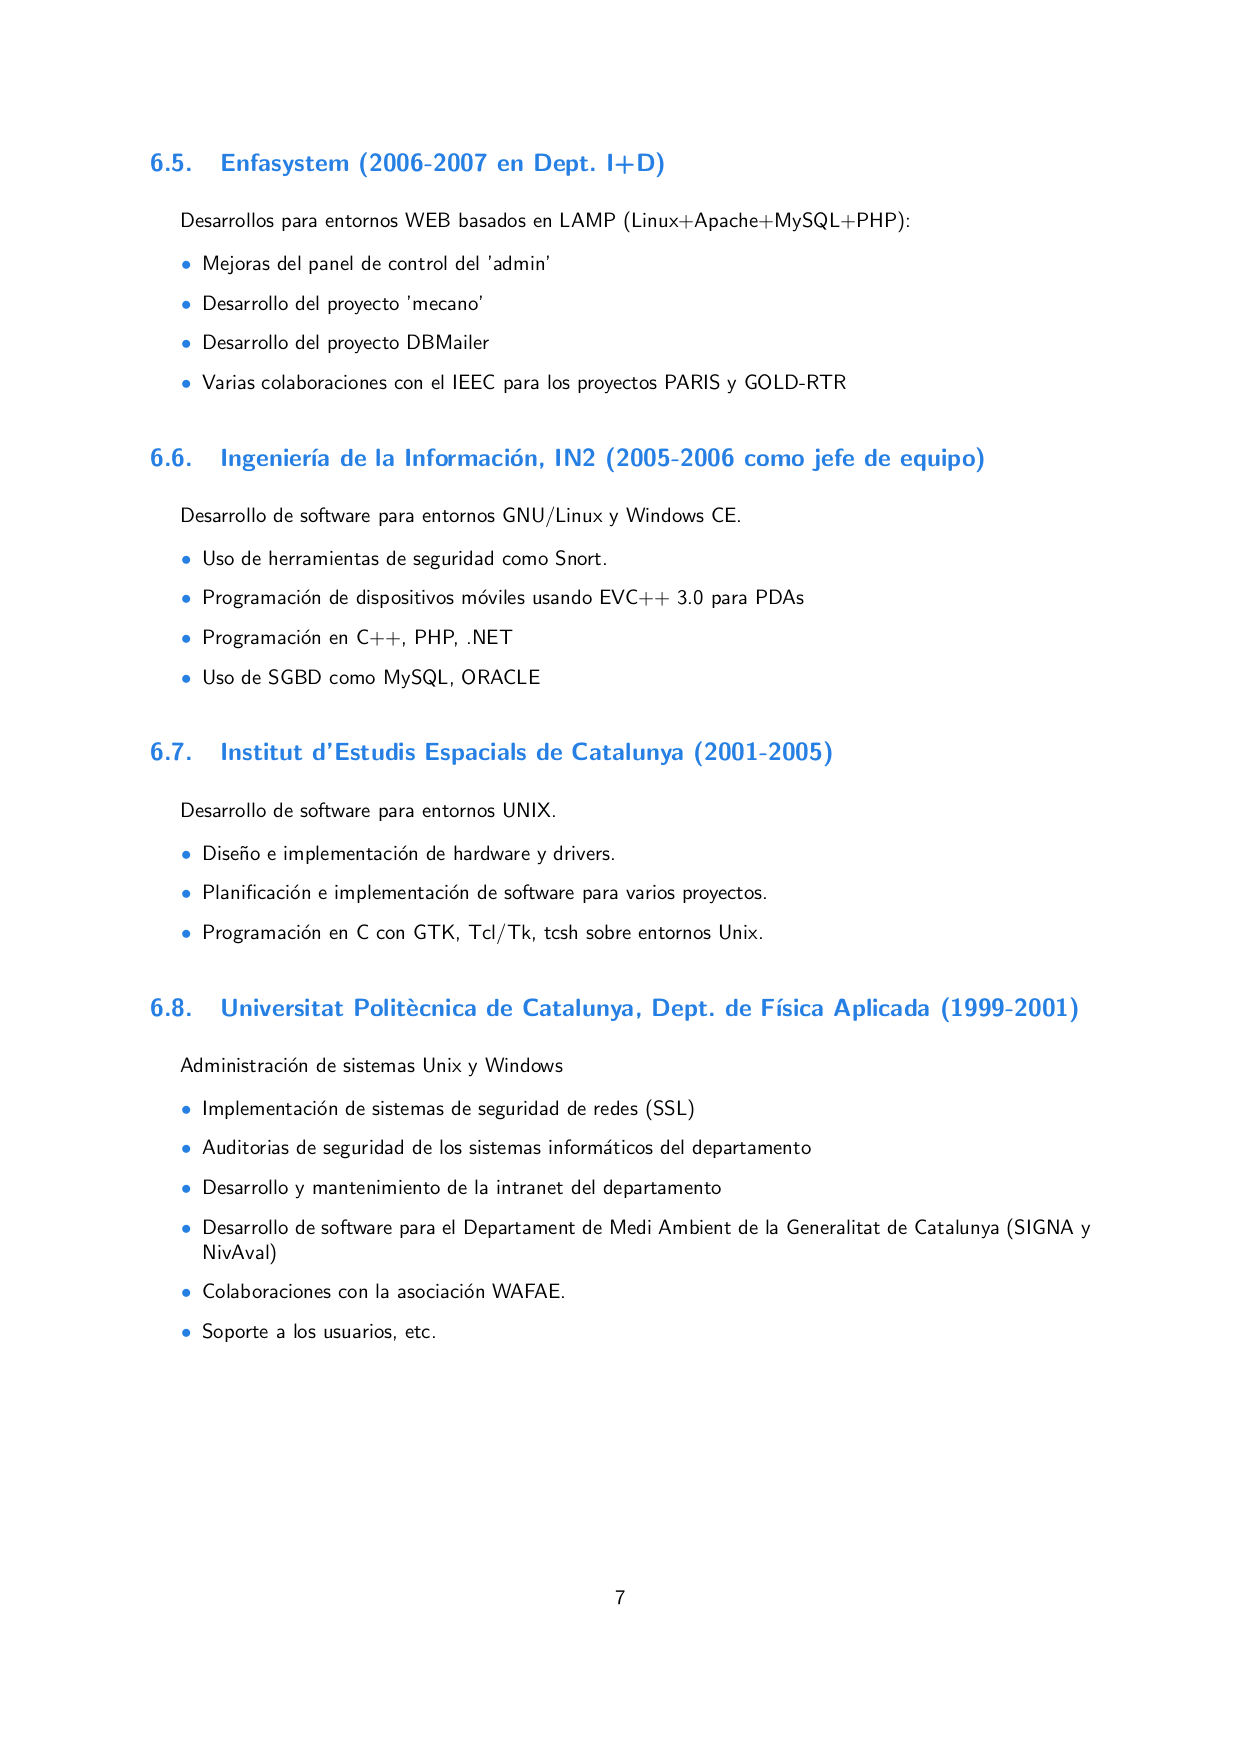 6.5. Enfasystem (2006-2007 en Dept. I+D)
Desarrollos para entornos WEB basados en LAMP (Linux+Apache+MySQL+PHP):
• Mejoras del panel de control del ’admin’
• Desarrollo del proyecto ’mecano’
• Desarrollo del proyecto DBMailer
• Varias colaboraciones con el IEEC para los proyectos PARIS y GOLD-RTR
6.6. Ingeniería de la Información, IN2 (2005-2006 como jefe de equipo)
Desarrollo de software para entornos GNU/Linux y Windows CE.
• Uso de herramientas de seguridad como Snort.
• Programación de dispositivos móviles usando EVC++ 3.0 para PDAs
• Programación en C++, PHP, .NET
• Uso de SGBD como MySQL, ORACLE
6.7. Institut d’Estudis Espacials de Catalunya (2001-2005)
Desarrollo de software para entornos UNIX.
• Diseño e implementación de hardware y drivers.
• Planificación e implementación de software para varios proyectos.
• Programación en C con GTK, Tcl/Tk, tcsh sobre entornos Unix.
6.8. Universitat Politècnica de Catalunya, Dept. de Física Aplicada (1999-2001)
Administración de sistemas Unix y Windows
• Implementación de sistemas de seguridad de redes (SSL)
• Auditorias de seguridad de los sistemas informáticos del departamento
• Desarrollo y mantenimiento de la intranet del departamento
• Desarrollo de software para el Departament de Medi Ambient de la Generalitat de Catalunya (SIGNA y
NivAval)
• Colaboraciones con la asociación WAFAE.
• Soporte a los usuarios, etc.
7